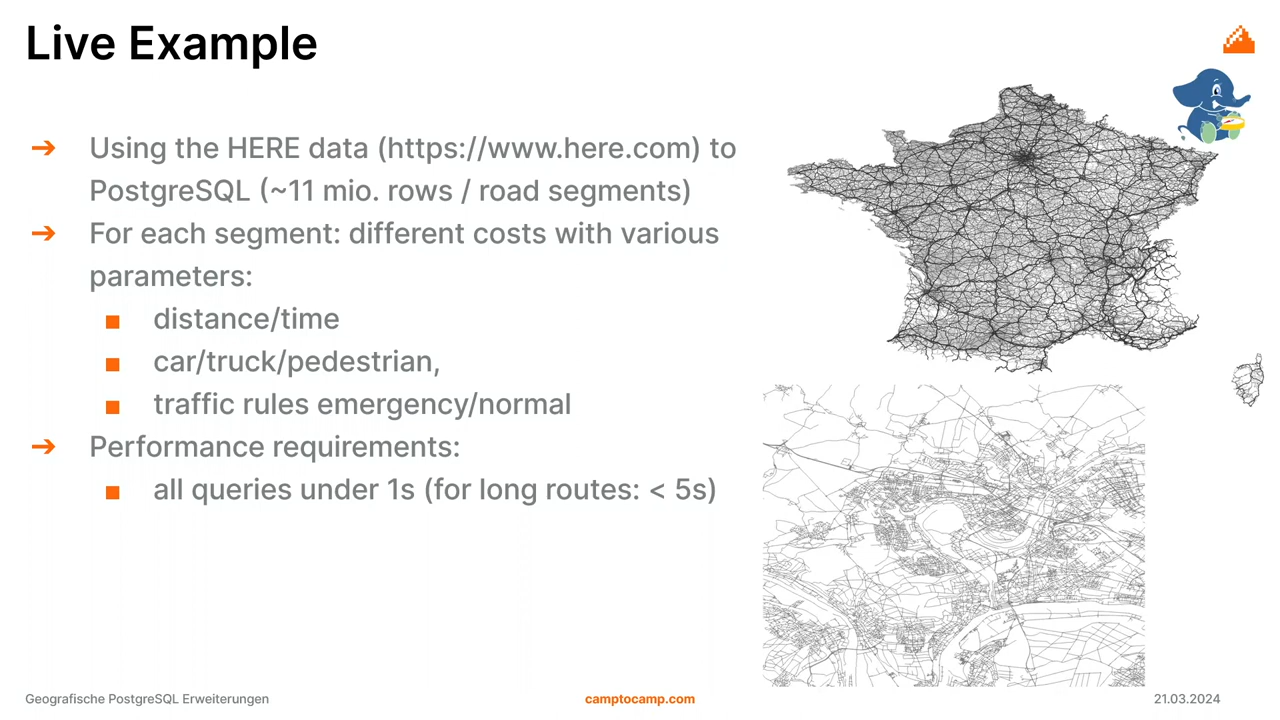 Live Example
➔ Using the HERE data (https://www.here.com) to
PostgreSQL (~11 mio. rows / road segments)
➔ For each segment: different costs with various
parameters:
■ distance/time
■ car/truck/pedestrian,
■ traffic rules emergency/normal
➔ Performance requirements:
■ all queries under 1s (for long routes: < 5s)
Geografische PostgreSQL Erweiterungen
camptocamp.com
21.03.2024